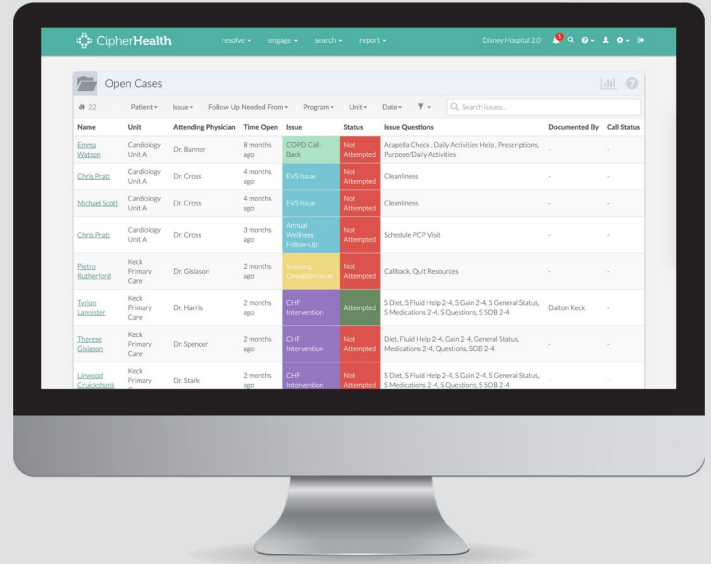 CipherHealth resolve engage search report Disney Hospital 2.0 1
Open Cases
22 Patient Issue Follow Up Needed From Program Unit Date Search issues...
Name Unit Attending Physician Time Open Issue Status Issue Questions Documented By Call Status
Emma Watson Cardiology Unit A Dr. Banner 8 months ago COPD Call-Back Not Attempted Acapella Check , Daily Activities Help , Prescriptions, Purpose/Daily Activities - -
Chris Pratt Cardiology Unit A Dr. Cross 4 months ago EVS Issue Not Attempted Cleanliness - -
Michael Scott Cardiology Unit A Dr. Cross 4 months ago EVS Issue Not Attempted Cleanliness - -
Chris Pratt Cardiology Unit A Dr. Cross 3 months ago Annual Wellness Follow-Up Not Attempted Schedule PCP Visit - -
Pietro Rutherford Keck Primary Care Dr. Gislason 2 months ago Smoking Cessation Issue Not Attempted Callback, Quit Resources - -
Tyrion Lannister Keck Primary Care Dr. Harris 2 months ago CHF Intervention Attempted S Diet, S Fluid Help 2-4, S Gain 2-4, S General Status, S Medications 2-4, S Questions, S SOB 2-4 Dalton Keck -
Therese Gislason Keck Primary Care Dr. Spencer 2 months ago CHF Intervention Not Attempted Diet, Fluid Help 2-4, Gain 2-4, General Status, Medications 2-4, Questions, SOB 2-4 - -
Linwood Cruickshank Keck Primary Dr. Stark 2 months ago CHF Intervention Not Attempted S Diet, S Fluid Help 2-4, S Gain 2-4, S General Status, S Medications 2-4, S Questions, S SOB 2-4 - -